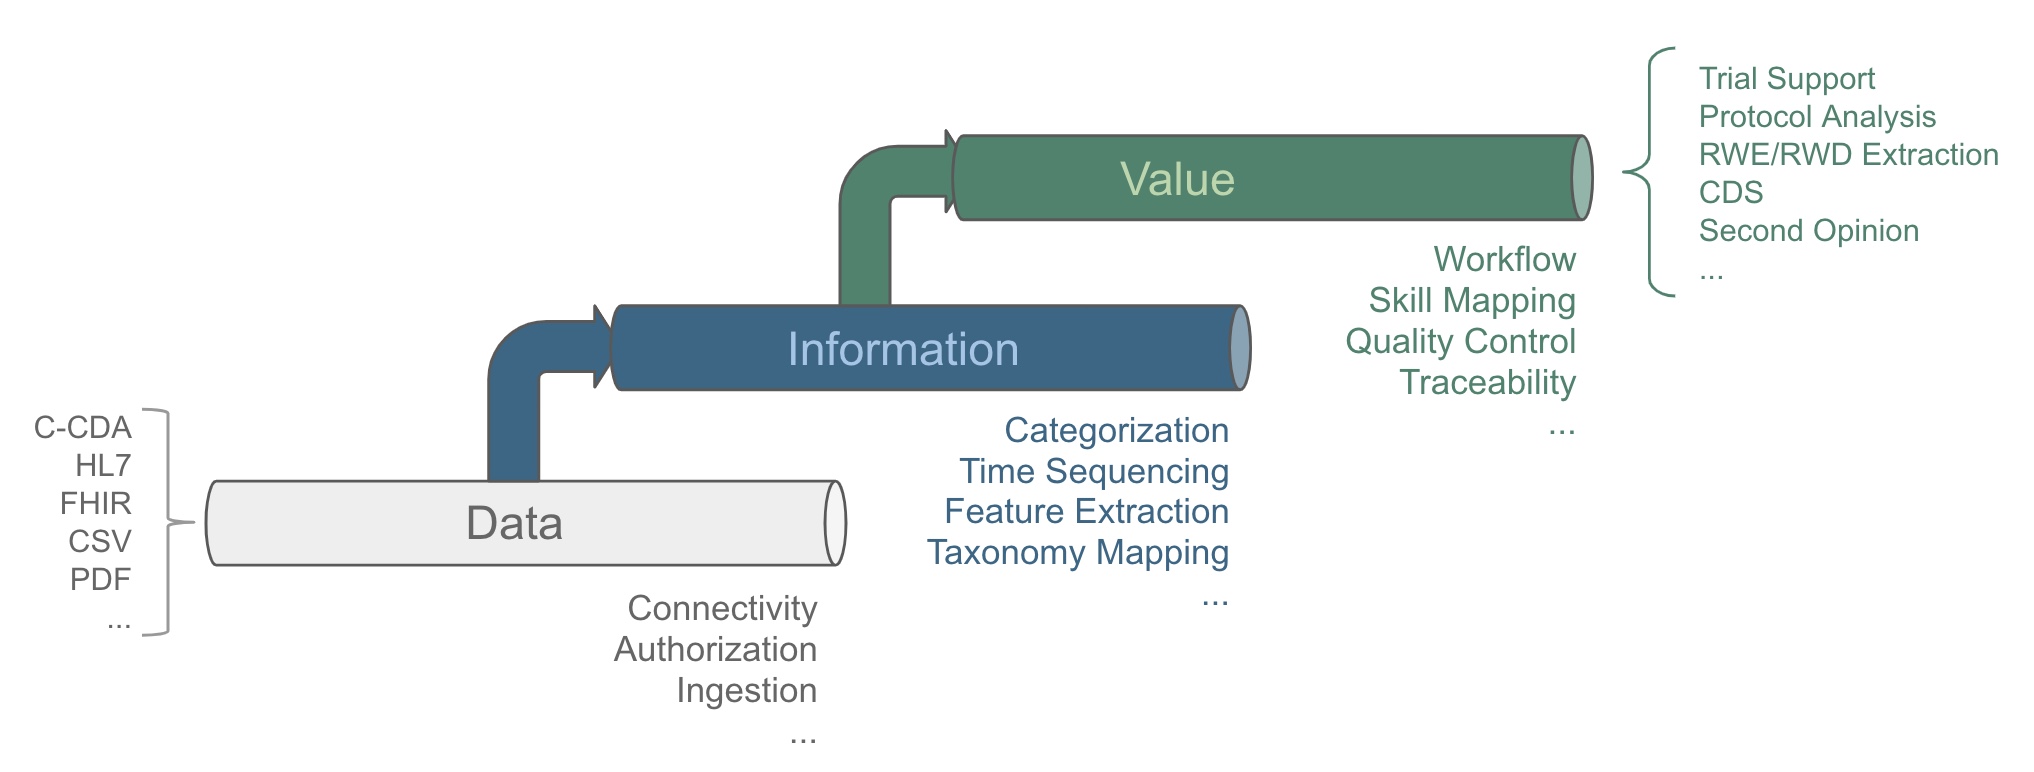 C-CDA
HL7
FHIR
CSV
PDF
...
Data
Connectivity
Authorization
Ingestion
...
Information
Categorization
Time Sequencing
Feature Extraction
Taxonomy Mapping
...
Value
Workflow
Skill Mapping
Quality Control
Traceability
...
Trial Support
Protocol Analysis
RWE/RWD Extraction
CDS
Second Opinion
...